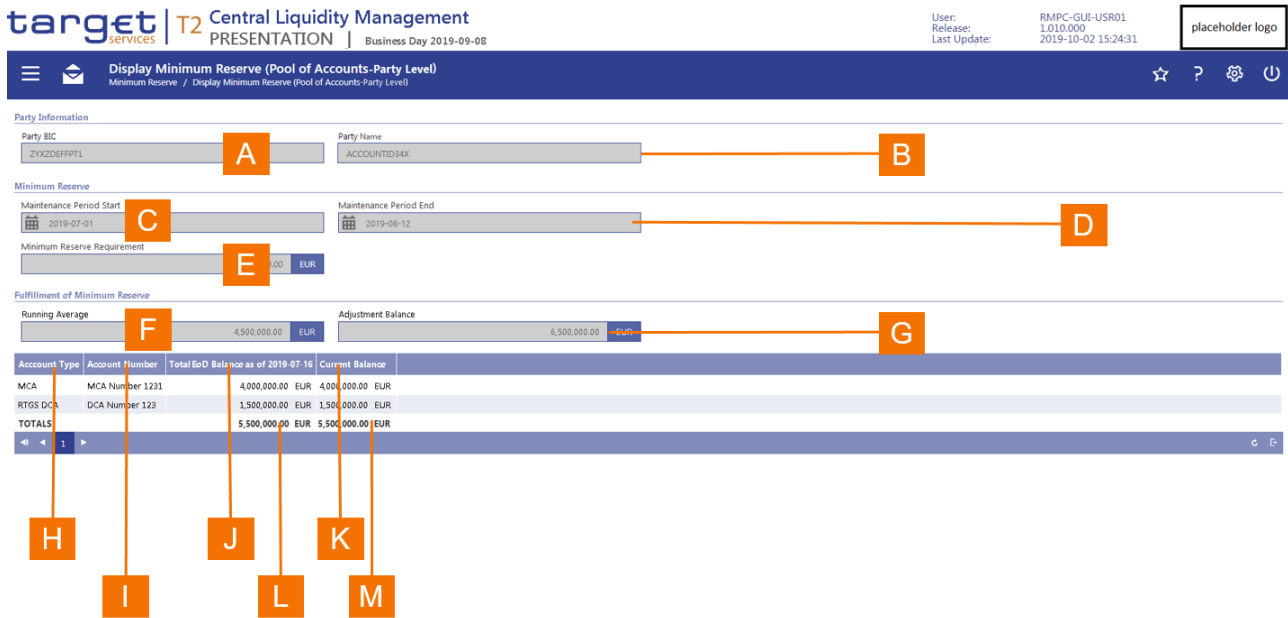 target services T2 Central Liquidity Management
PRESENTATION | Business Day 2019-09-08
User: RMPC-GUI-USR01
Release: 1.010.000
Last Update: 2019-10-02 15:24:31
placeholder logo
Display Minimum Reserve (Pool of Accounts-Party Level)
Minimum Reserve / Display Minimum Reserve (Pool of Accounts-Party Level)
Party Information
Party BIC Party Name
ZYXZDEFFPT1 A ACCOUNTID34X B
Minimum Reserve
Maintenance Period Start Maintenance Period End
2019-07-01 C 2019-08-12 D
Minimum Reserve Requirement
E EUR
Fulfillment of Minimum Reserve
Running Average Adjustment Balance
F 4,500,000.00 EUR 6,500,000.00 EUR G
Acccount Type Account Number Total EoD Balance as of 2019-07-16 Current Balance
MCA MCA Number 1231 4,000,000.00 EUR 4,000,000.00 EUR
RTGS DCA DCA Number 123 1,500,000.00 EUR 1,500,000.00 EUR
TOTALS 5,500,000.00 EUR 5,500,000.00 EUR
1
H J K
I L M